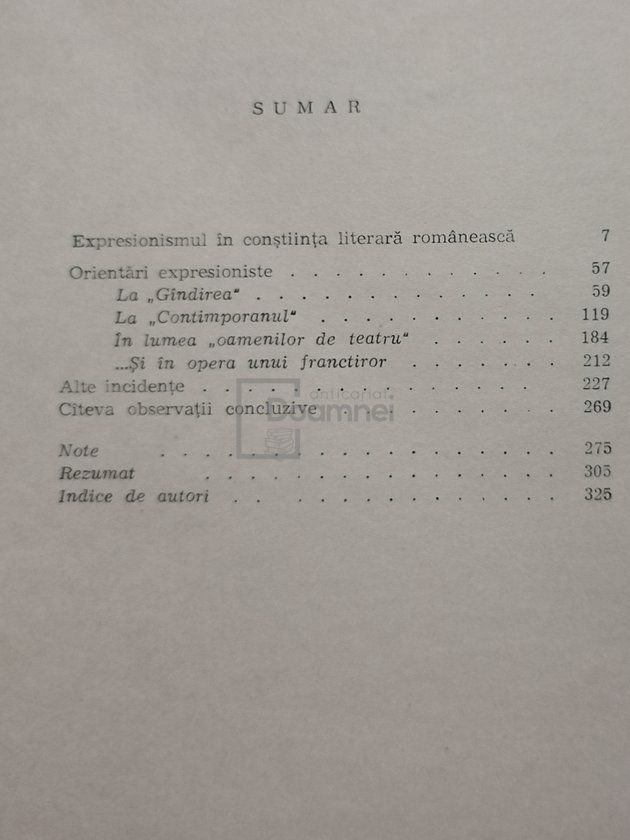 SUMAR
Expresionismul în conștiința literară românească 7
Orientări expresioniste . . . . . . . . . . . 57
La „Gîndirea“ . . . . . . . . . . . . . 59
La „Contimporanul“ . . . . . . . . . . 119
În lumea „oamenilor de teatru“ . . . . . . 184
...Și în opera unui franctiror . . . . . . . 212
Alte incidențe . . . . . . . . . . . . . . 227
Cîteva observații concluzive . . . . . . . . . 269
anticariat
Doamnei
Note . . . . . . . . . . . . . . . . 275
Rezumat . . . . . . . . . . . . . . 305
Indice de autori . . . . . . . . . . . . . 325